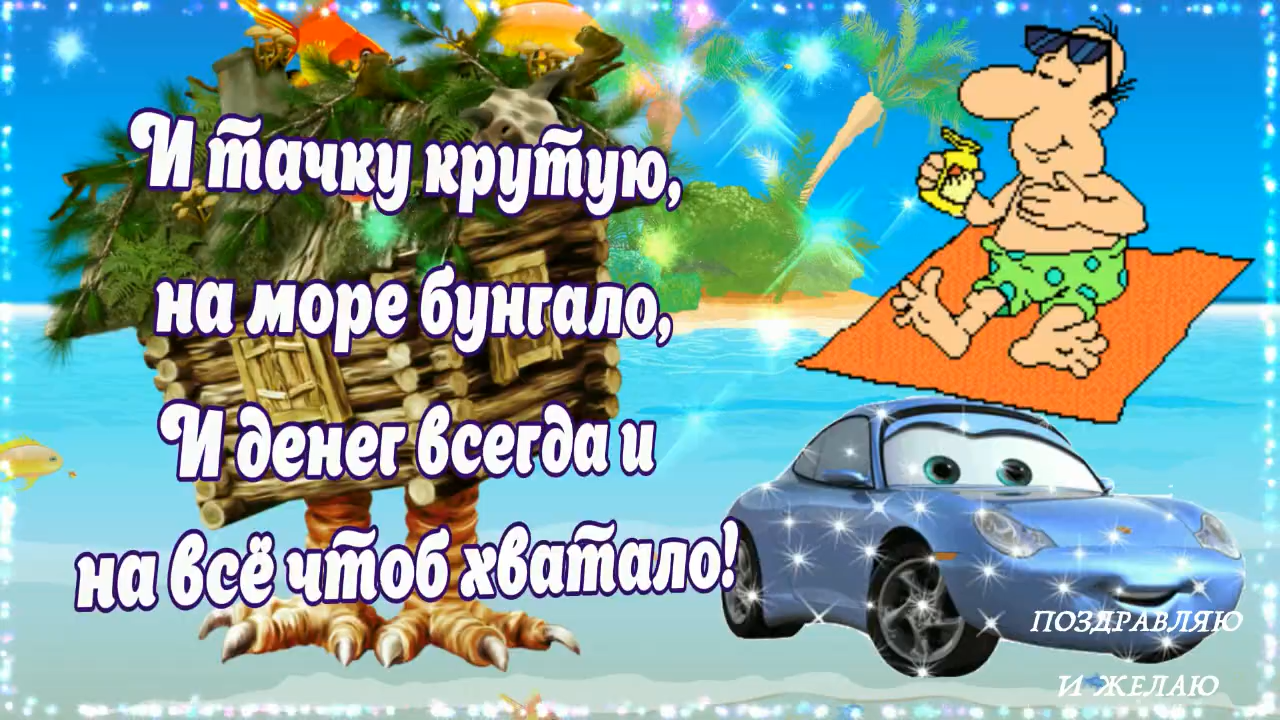 И тачку крутую,
на море бунгало,
И денег всегда и
на всё чтоб хватало!
ПОЗДРАВЛЯЮ
И ЖЕЛАЮ